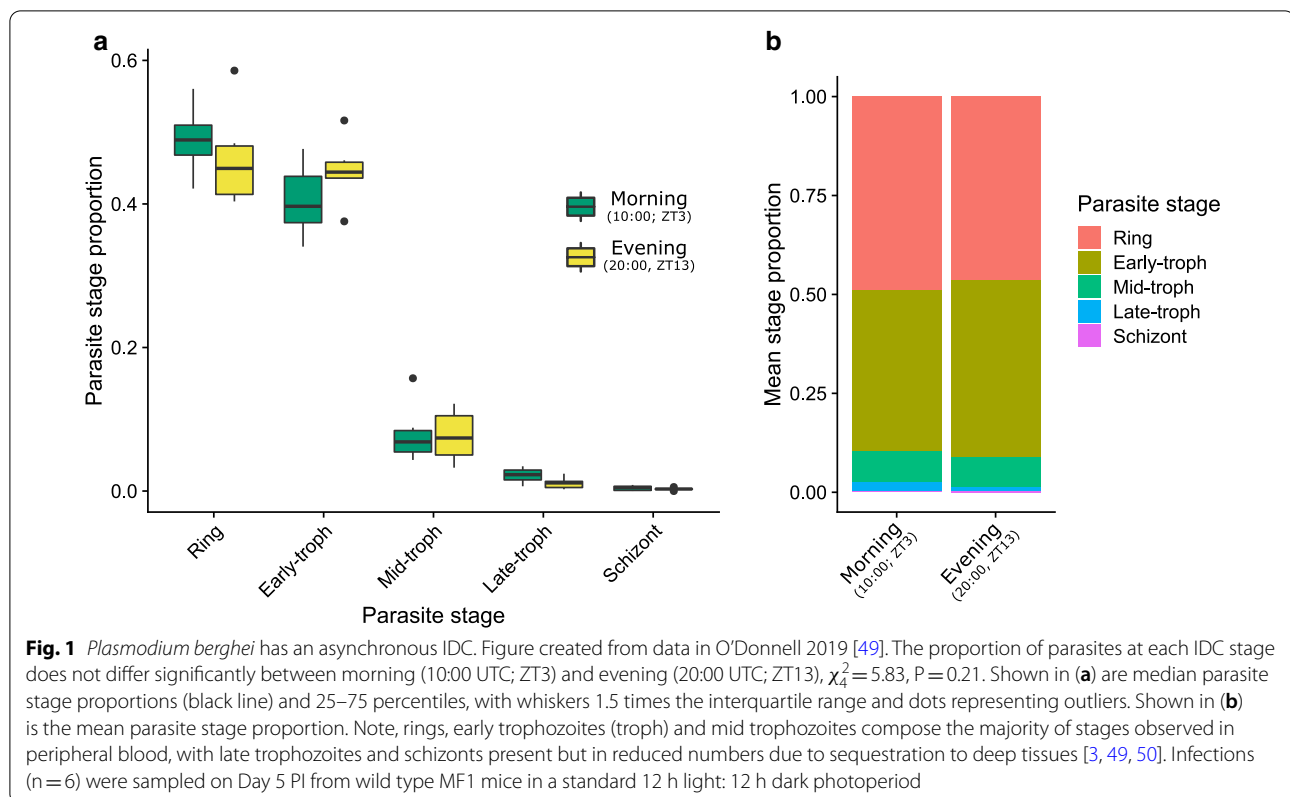 a
0.6
0.4
0.2
0.0
Parasite stage proportion
Morning
(10:00; ZT3)
Evening
(20:00, ZT13)
Ring
Early-troph
Mid-troph
Late-troph
Schizont
Parasite stage
b
1.00
0.75
0.50
0.25
0.00
Mean stage proportion
Morning
(10:00; ZT3)
Evening
(20:00, ZT13)
Parasite stage
Ring
Early-troph
Mid-troph
Late-troph
Schizont
Fig. 1 Plasmodium berghei has an asynchronous IDC. Figure created from data in O’Donnell 2019 [49]. The proportion of parasites at each IDC stage
does not differ significantly between morning (10:00 UTC; ZT3) and evening (20:00 UTC; ZT13), χ²₄ = 5.83, P = 0.21. Shown in (a) are median parasite
stage proportions (black line) and 25–75 percentiles, with whiskers 1.5 times the interquartile range and dots representing outliers. Shown in (b)
is the mean parasite stage proportion. Note, rings, early trophozoites (troph) and mid trophozoites compose the majority of stages observed in
peripheral blood, with late trophozoites and schizonts present but in reduced numbers due to sequestration to deep tissues [3, 49, 50]. Infections
(n = 6) were sampled on Day 5 PI from wild type MF1 mice in a standard 12 h light: 12 h dark photoperiod